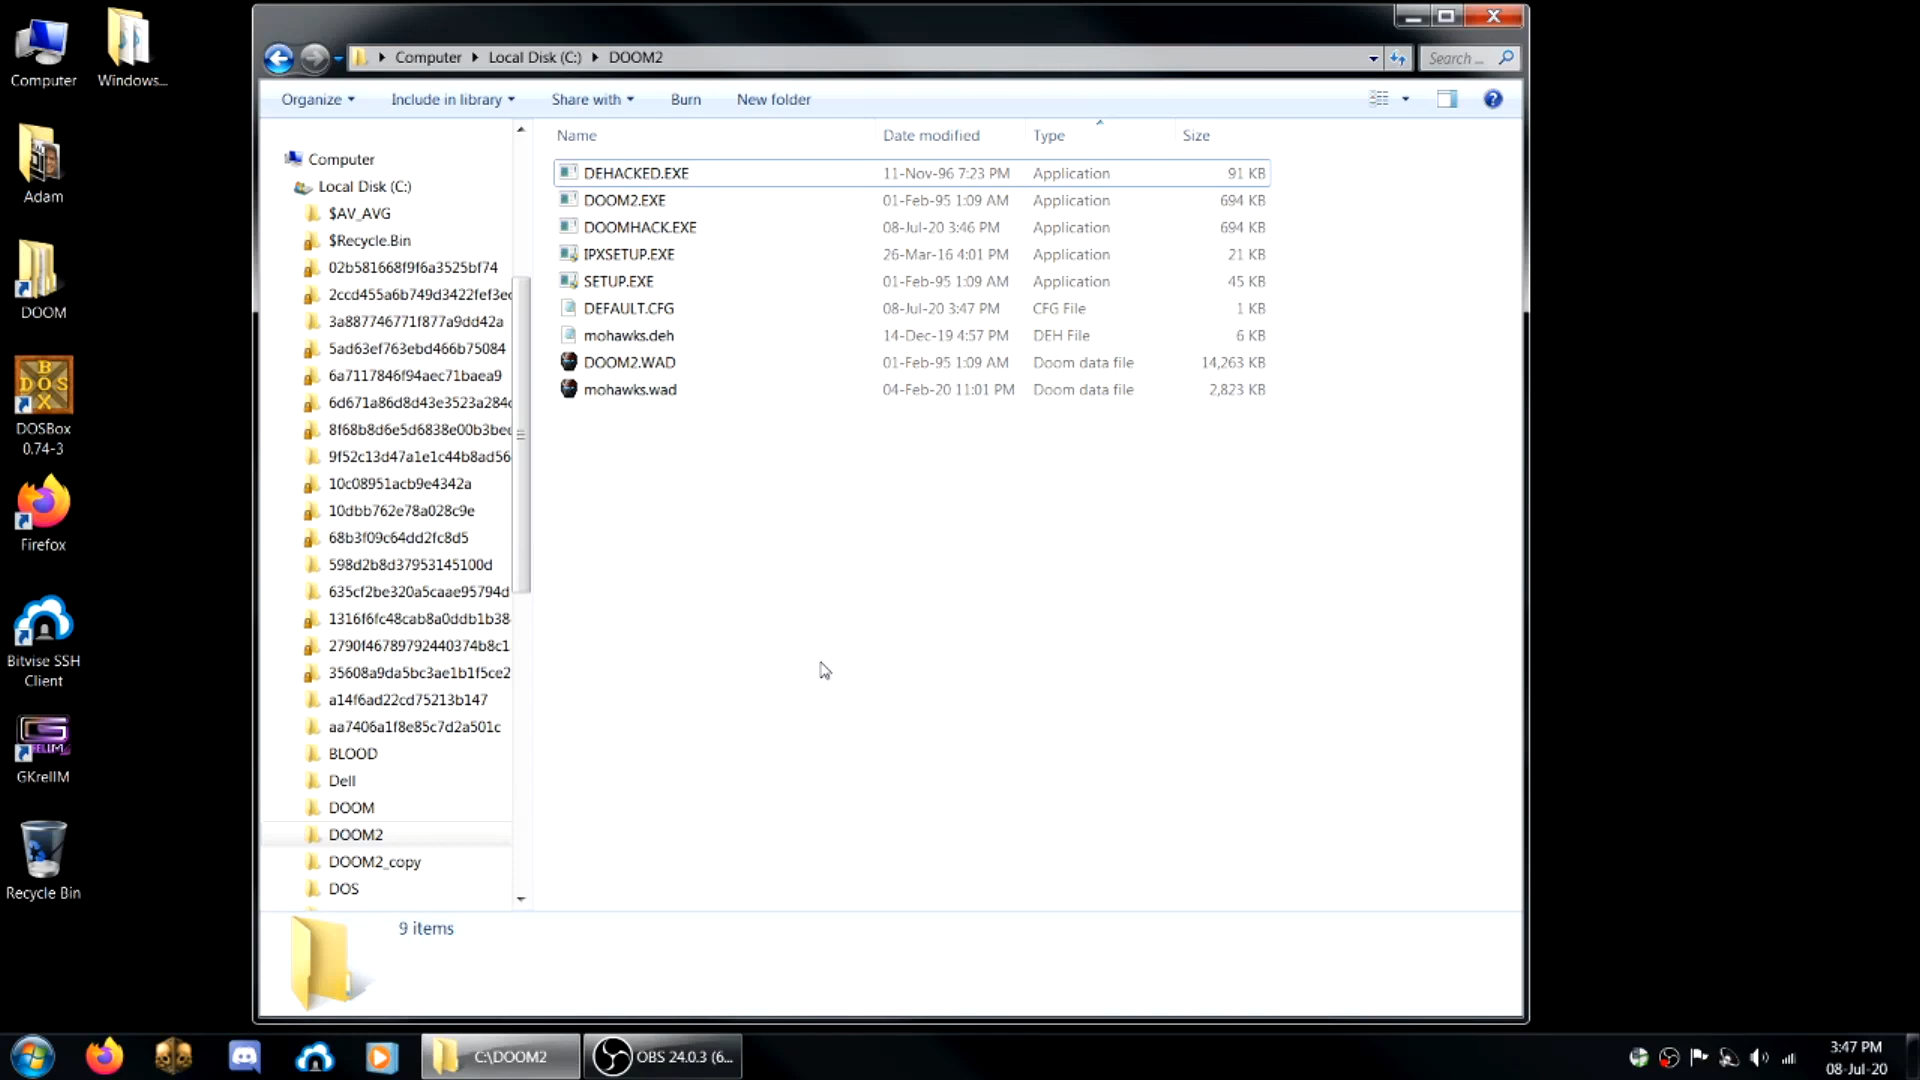 Computer
Windows...
Adam
DOOM
DOSBox
0.74-3
Firefox
Bitvise SSH
Client
GKrellM
Recycle Bin
Computer
Local Disk (C:)
DOOM2
Search ...
Organize
Include in library
Share with
Burn
New folder
Name
Date modified
Type
Size
DEHACKED.EXE 11-Nov-96 7:23 PM Application 91 KB
DOOM2.EXE 01-Feb-95 1:09 AM Application 694 KB
DOOMHACK.EXE 08-Jul-20 3:46 PM Application 694 KB
IPXSETUP.EXE 26-Mar-16 4:01 PM Application 21 KB
SETUP.EXE 01-Feb-95 1:09 AM Application 45 KB
DEFAULT.CFG 08-Jul-20 3:47 PM CFG File 1 KB
mohawks.deh 14-Dec-19 4:57 PM DEH File 6 KB
DOOM2.WAD 01-Feb-95 1:09 AM Doom data file 14,263 KB
mohawks.wad 04-Feb-20 11:01 PM Doom data file 2,823 KB
Computer
Local Disk (C:)
$AV_AVG
$Recycle.Bin
02b581668f9f6a3525bf74
2ccd455a6b749d3422fef3ec
3a887746771f877a9dd42a
5ad63ef763ebd466b75084
6a7117846f94aec71baea9
6d671a86d8d43e3523a284c
8f68b8d6e5d6838e00b3bec
9f52c13d47a1e1c44b8ad56
10c08951acb9e4342a
10dbb762e78a028c9e
68b3f09c64dd2fc8d5
598d2b8d37953145100d
635cf2be320a5caae95794d
1316f6fc48cab8a0ddb1b38
2790f46789792440374b8c1
35608a9da5bc3ae1b1f5ce2
a14f6ad22cd75213b147
aa7406a1f8e85c7d2a501c
BLOOD
Dell
DOOM
DOOM2
DOOM2_copy
DOS
9 items
C:\DOOM2
OBS 24.0.3 (6...
3:47 PM
08-Jul-20